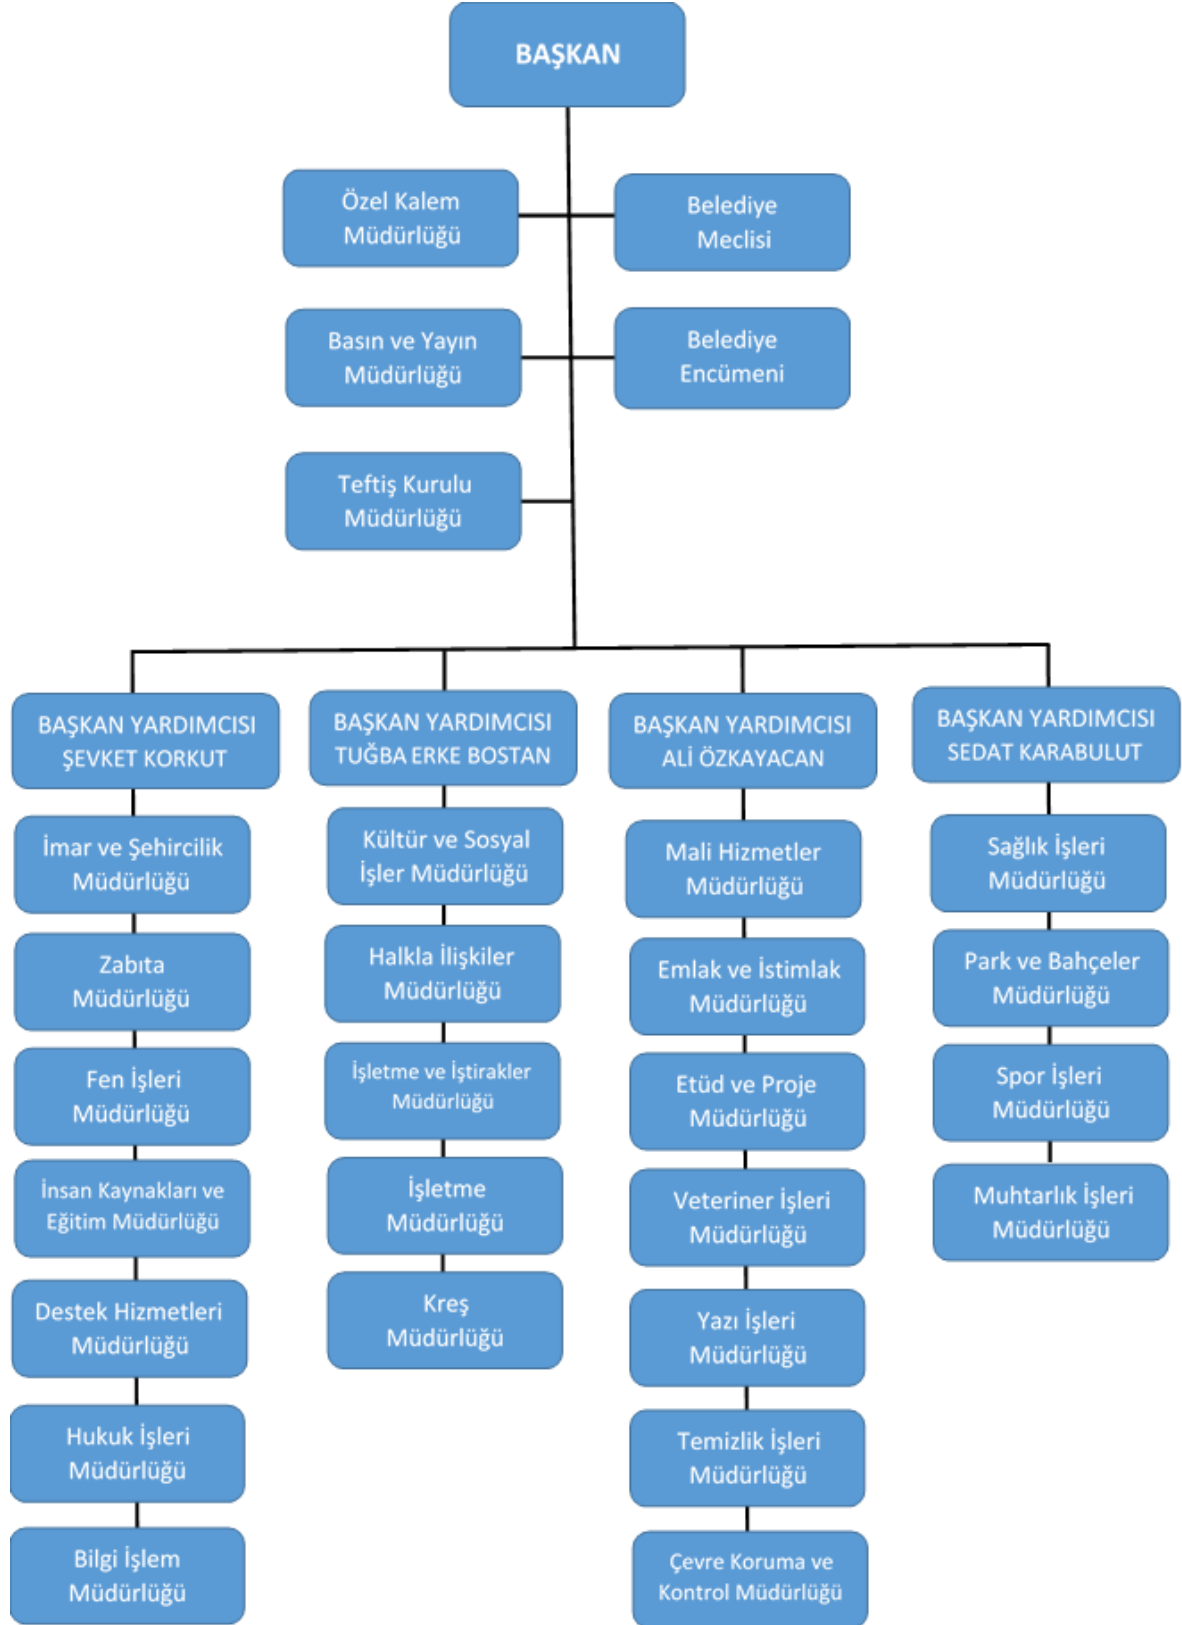 BAŞKAN
Özel Kalem
Müdürlüğü
Belediye
Meclisi
Basın ve Yayın
Müdürlüğü
Belediye
Encümeni
Teftiş Kurulu
Müdürlüğü
BAŞKAN YARDIMCISI
ŞEVKET KORKUT
İmar ve Şehircilik
Müdürlüğü
Zabıta
Müdürlüğü
Fen İşleri
Müdürlüğü
İnsan Kaynakları ve
Eğitim Müdürlüğü
Destek Hizmetleri
Müdürlüğü
Hukuk İşleri
Müdürlüğü
Bilgi İşlem
Müdürlüğü
BAŞKAN YARDIMCISI
TUĞBA ERKE BOSTAN
Kültür ve Sosyal
İşler Müdürlüğü
Halkla İlişkiler
Müdürlüğü
İşletme ve İştirakler
Müdürlüğü
İşletme
Müdürlüğü
Kreş
Müdürlüğü
BAŞKAN YARDIMCISI
ALİ ÖZKAYACAN
Mali Hizmetler
Müdürlüğü
Emlak ve İstimlak
Müdürlüğü
Etüd ve Proje
Müdürlüğü
Veteriner İşleri
Müdürlüğü
Yazı İşleri
Müdürlüğü
Temizlik İşleri
Müdürlüğü
Çevre Koruma ve
Kontrol Müdürlüğü
BAŞKAN YARDIMCISI
SEDAT KARABULUT
Sağlık İşleri
Müdürlüğü
Park ve Bahçeler
Müdürlüğü
Spor İşleri
Müdürlüğü
Muhtarlık İşleri
Müdürlüğü